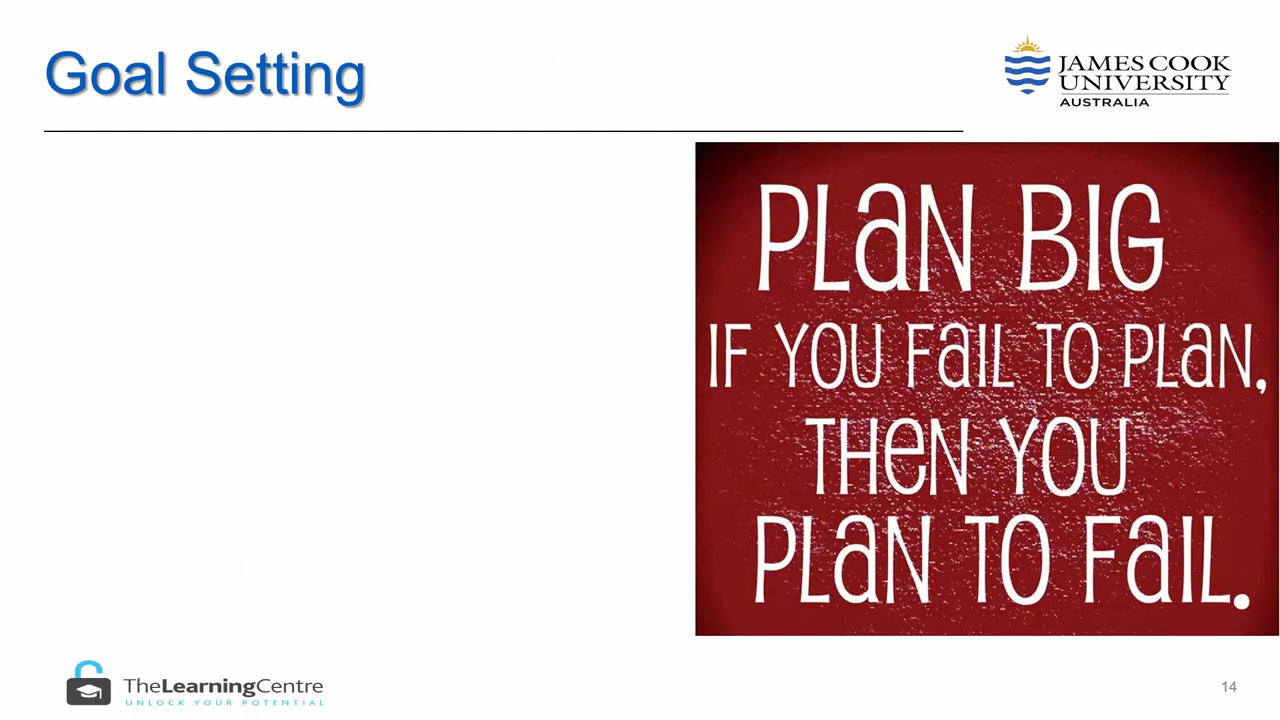 Goal Setting
JAMES COOK
UNIVERSITY
AUSTRALIA
PLaN BIG
IF YOU FaIL TO PLaN,
THeN YOU
PLaN TO FaIL.
TheLearningCentre
UNLOCK YOUR POTENTIAL
14